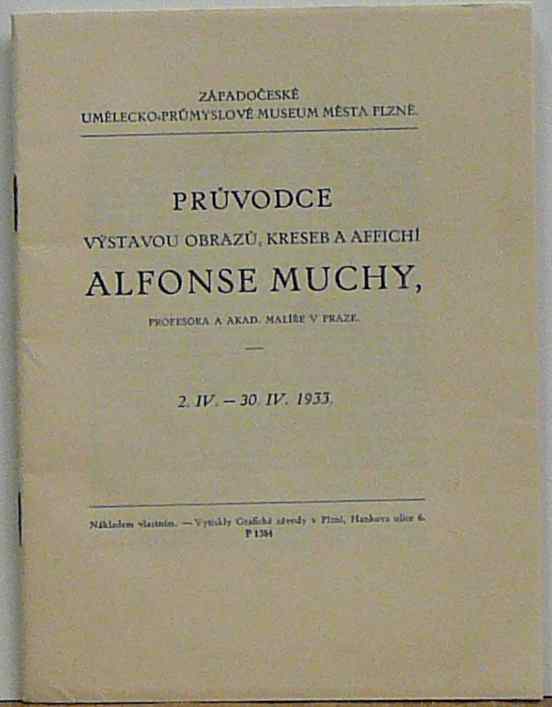 ZÁPADOČESKÉ
UMĚLECKO-PRŮMYSLOVÉ MUSEUM MĚSTA PLZNĚ.
PRŮVODCE
VÝSTAVOU OBRAZŮ, KRESEB A AFFICHÍ
ALFONSE MUCHY,
PROFESORA A AKAD. MALÍŘE V PRAZE.
2. IV. — 30. IV. 1933.
Nákladem vlastním. — Vytiskly Grafické závody v Plzni, Hankova ulice 6.
P 1384